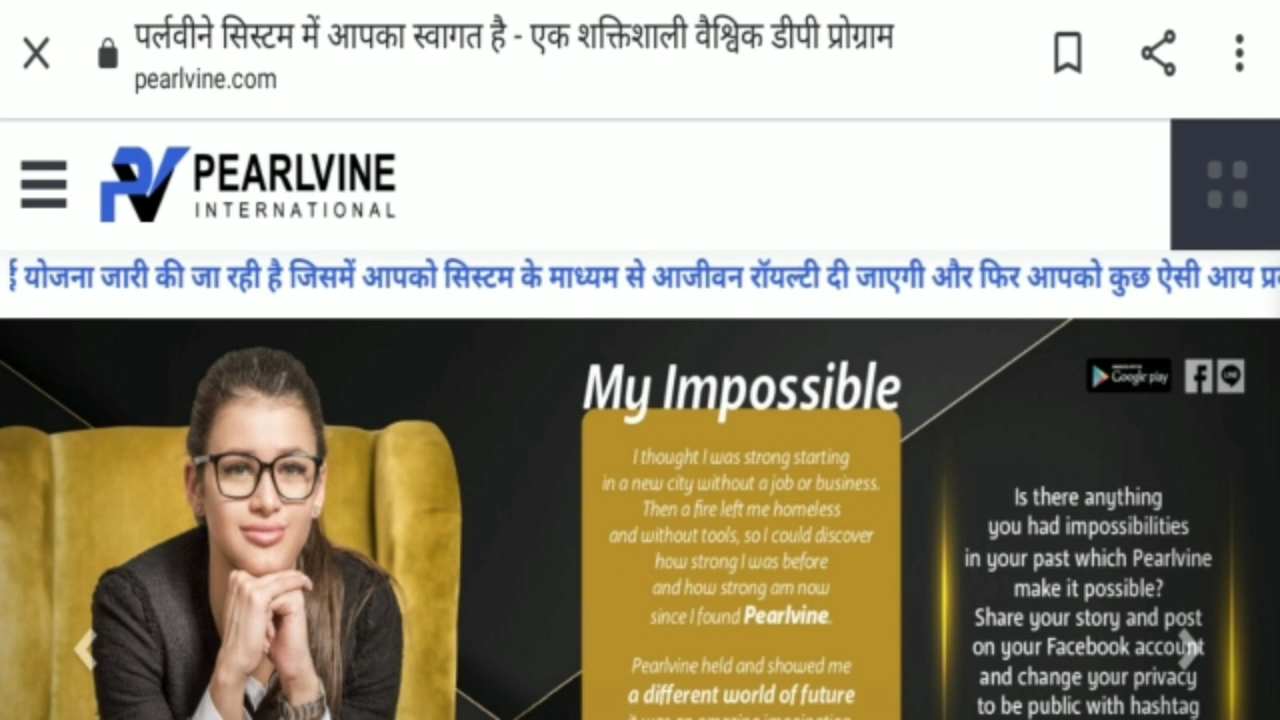 पर्लवीने सिस्टम में आपका स्वागत है - एक शक्तिशाली वैश्विक डीपी प्रोग्राम
pearlvine.com
PEARLVINE
INTERNATIONAL
योजना जारी की जा रही है जिसमें आपको सिस्टम के माध्यम से आजीवन रॉयल्टी दी जाएगी और फिर आपको कुछ ऐसी आय
My Impossible
Google play
I thought I was strong starting
in a new city without a job or business.
Then a fire left me homeless
and without tools, so I could discover
how strong I was before
and how strong am now
since I found Pearlvine.
Pearlvine held and showed me
a different world of future
Is there anything
you had impossibilities
in your past which Pearlvine
make it possible?
Share your story and post
on your Facebook account
and change your privacy
to be public with hashtag